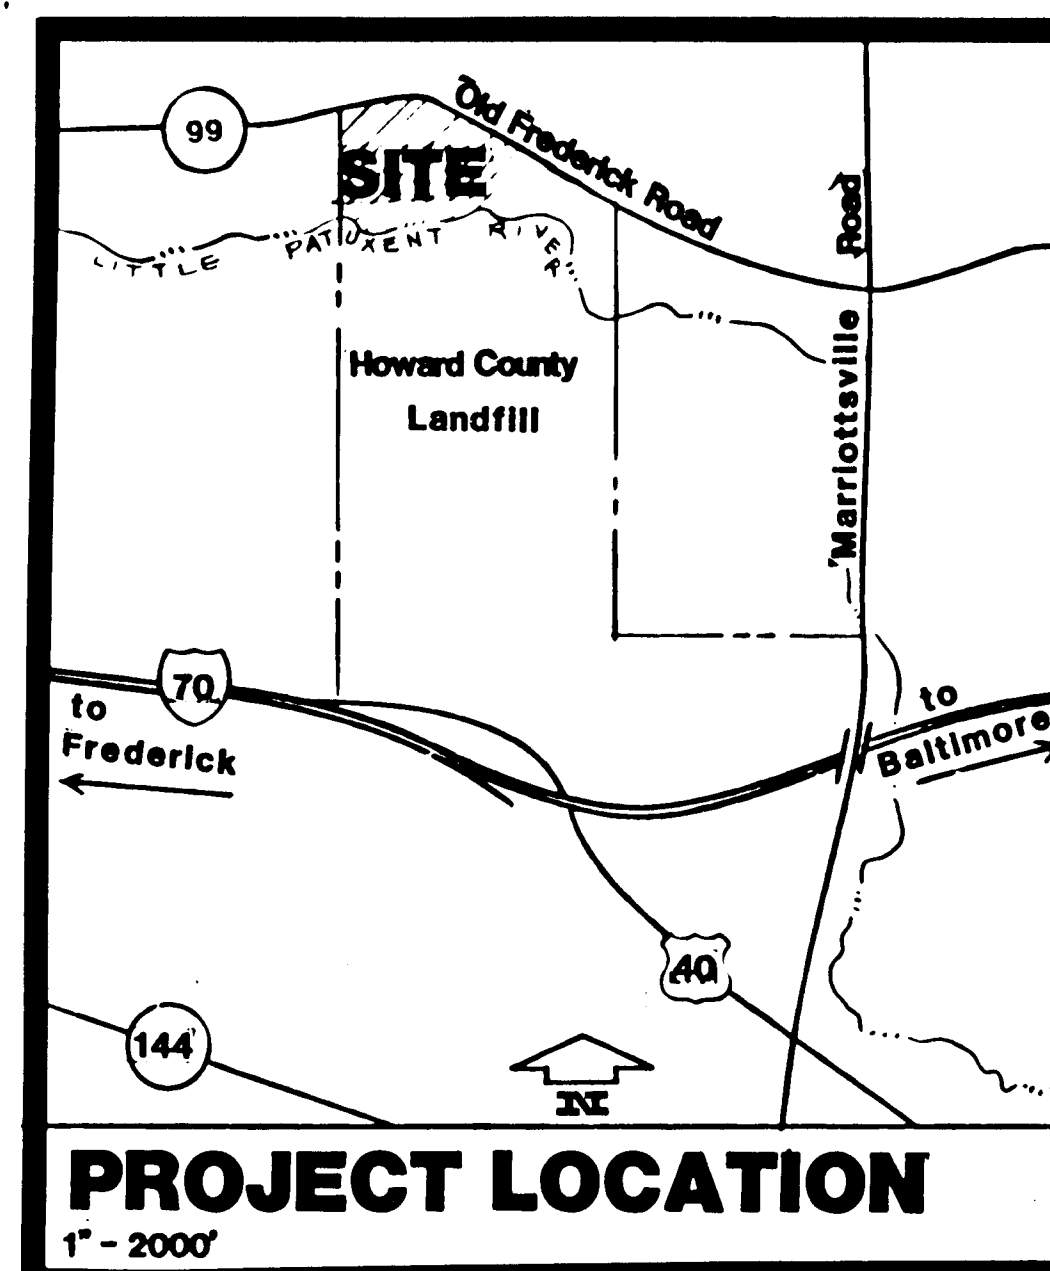 99
Old Frederick Road
SITE
Road
LITTLE PATUXENT RIVER
Howard County
Landfill
Marriottsville
70
to
Frederick
to
Baltimore
40
144
N
PROJECT LOCATION
1" - 2000'